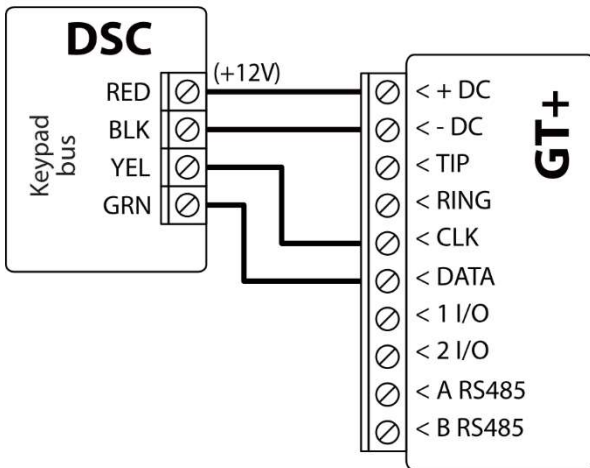 DSC
Keypad
bus
RED
BLK
YEL
GRN
(+12V)
GT+
< + DC
< - DC
< TIP
< RING
< CLK
< DATA
< 1 I/O
< 2 I/O
< A RS485
< B RS485